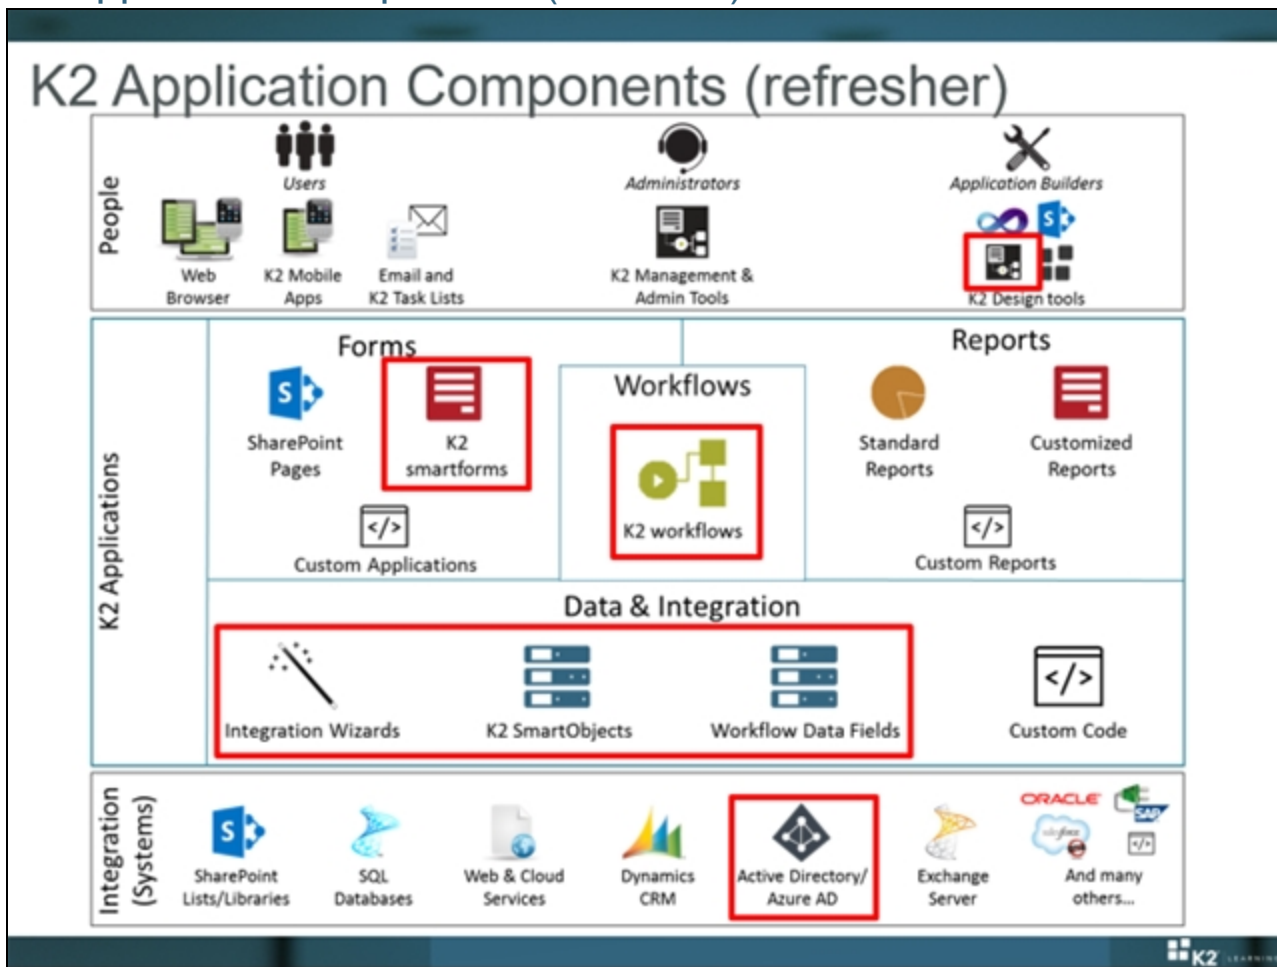 K2 Application Components (refresher)
People
Users
Administrators
Application Builders
Web
Browser
K2 Mobile
Apps
Email and
K2 Task Lists
K2 Management &
Admin Tools
K2 Design tools
K2 Applications
Forms
SharePoint
Pages
K2
smartforms
</>
Custom Applications
Workflows
K2 workflows
Reports
Standard
Reports
Customized
Reports
</>
Custom Reports
Data & Integration
Integration Wizards
K2 SmartObjects
Workflow Data Fields
</>
Custom Code
Integration
(Systems)
SharePoint
Lists/Libraries
SQL
Databases
Web & Cloud
Services
Dynamics
CRM
Active Directory/
Azure AD
Exchange
Server
ORACLE
SAP
</>
And many
others...
K2 LEARNING